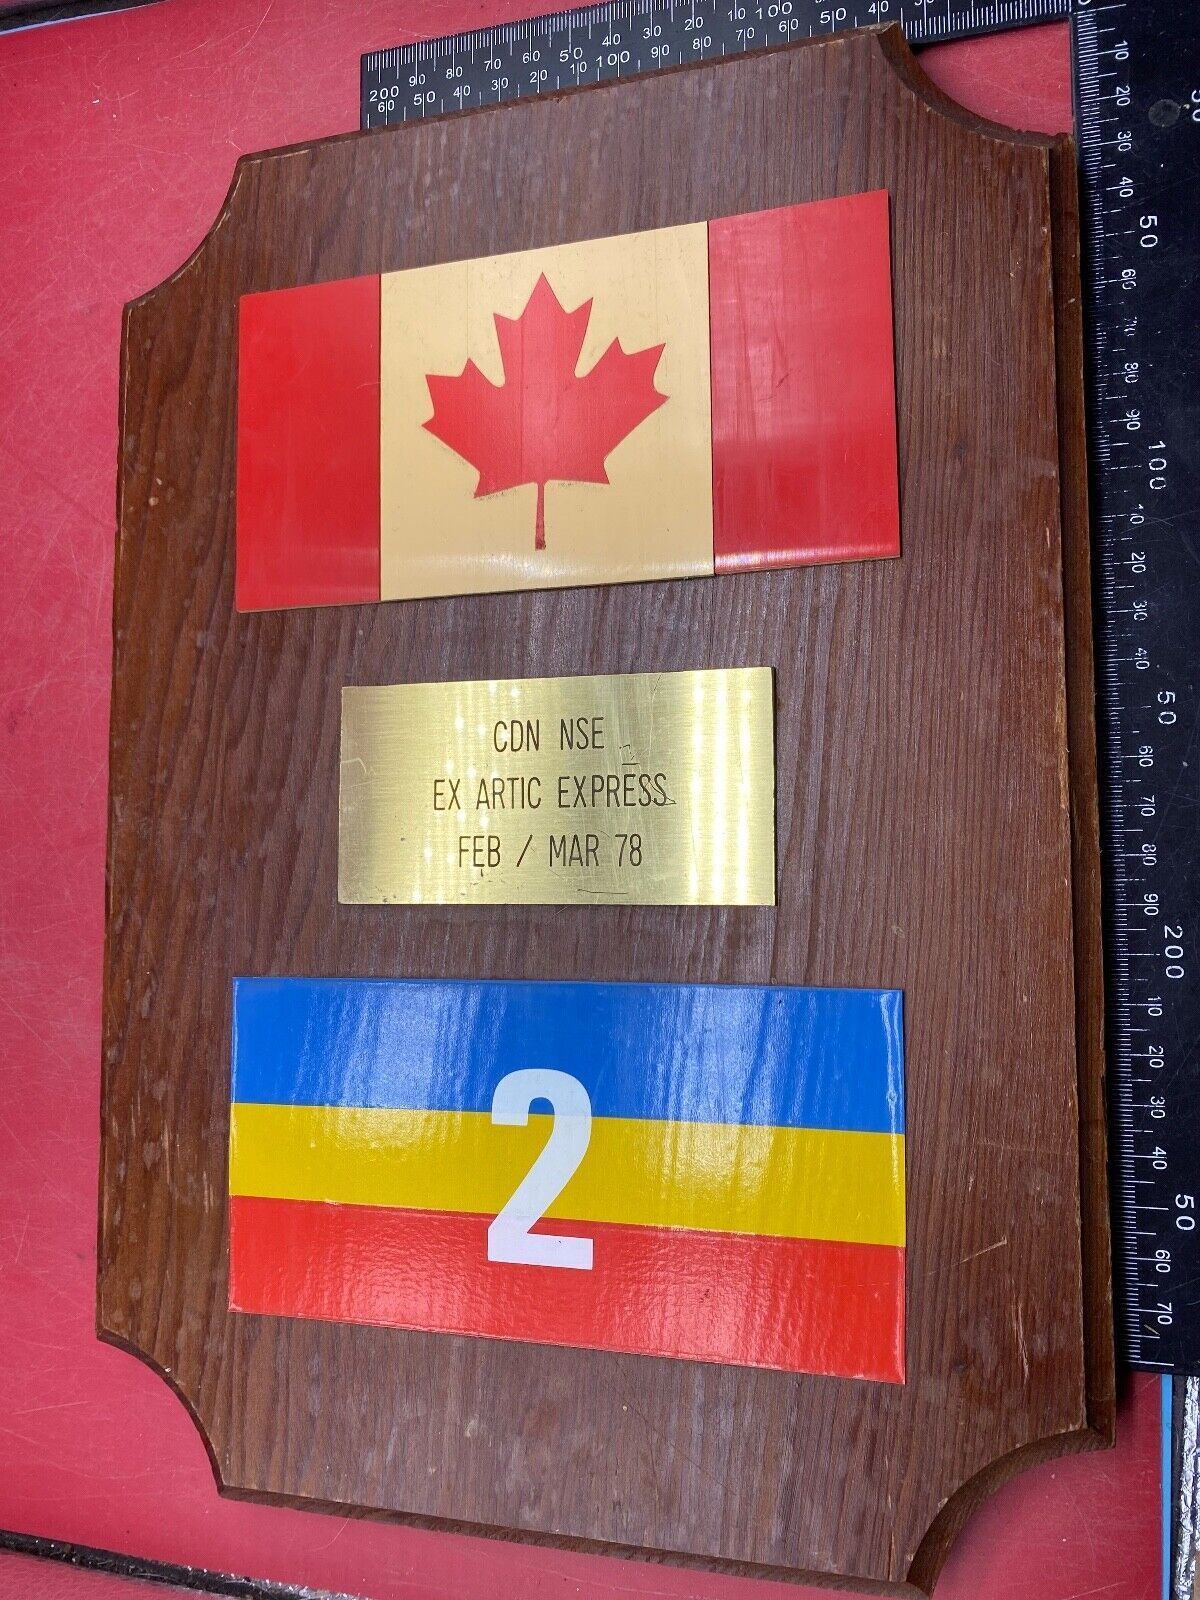 CDN NSE
EX ARTIC EXPRESS
FEB / MAR 78
2